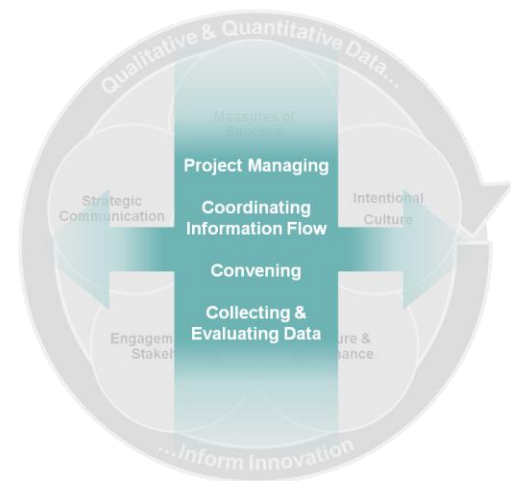 Qualitative & Quantitative Data...
Measures of
Success
Project Managing
Strategic
Communication
Coordinating
Information Flow
Intentional
Culture
Convening
Collecting &
Evaluating Data
...Inform Innovation